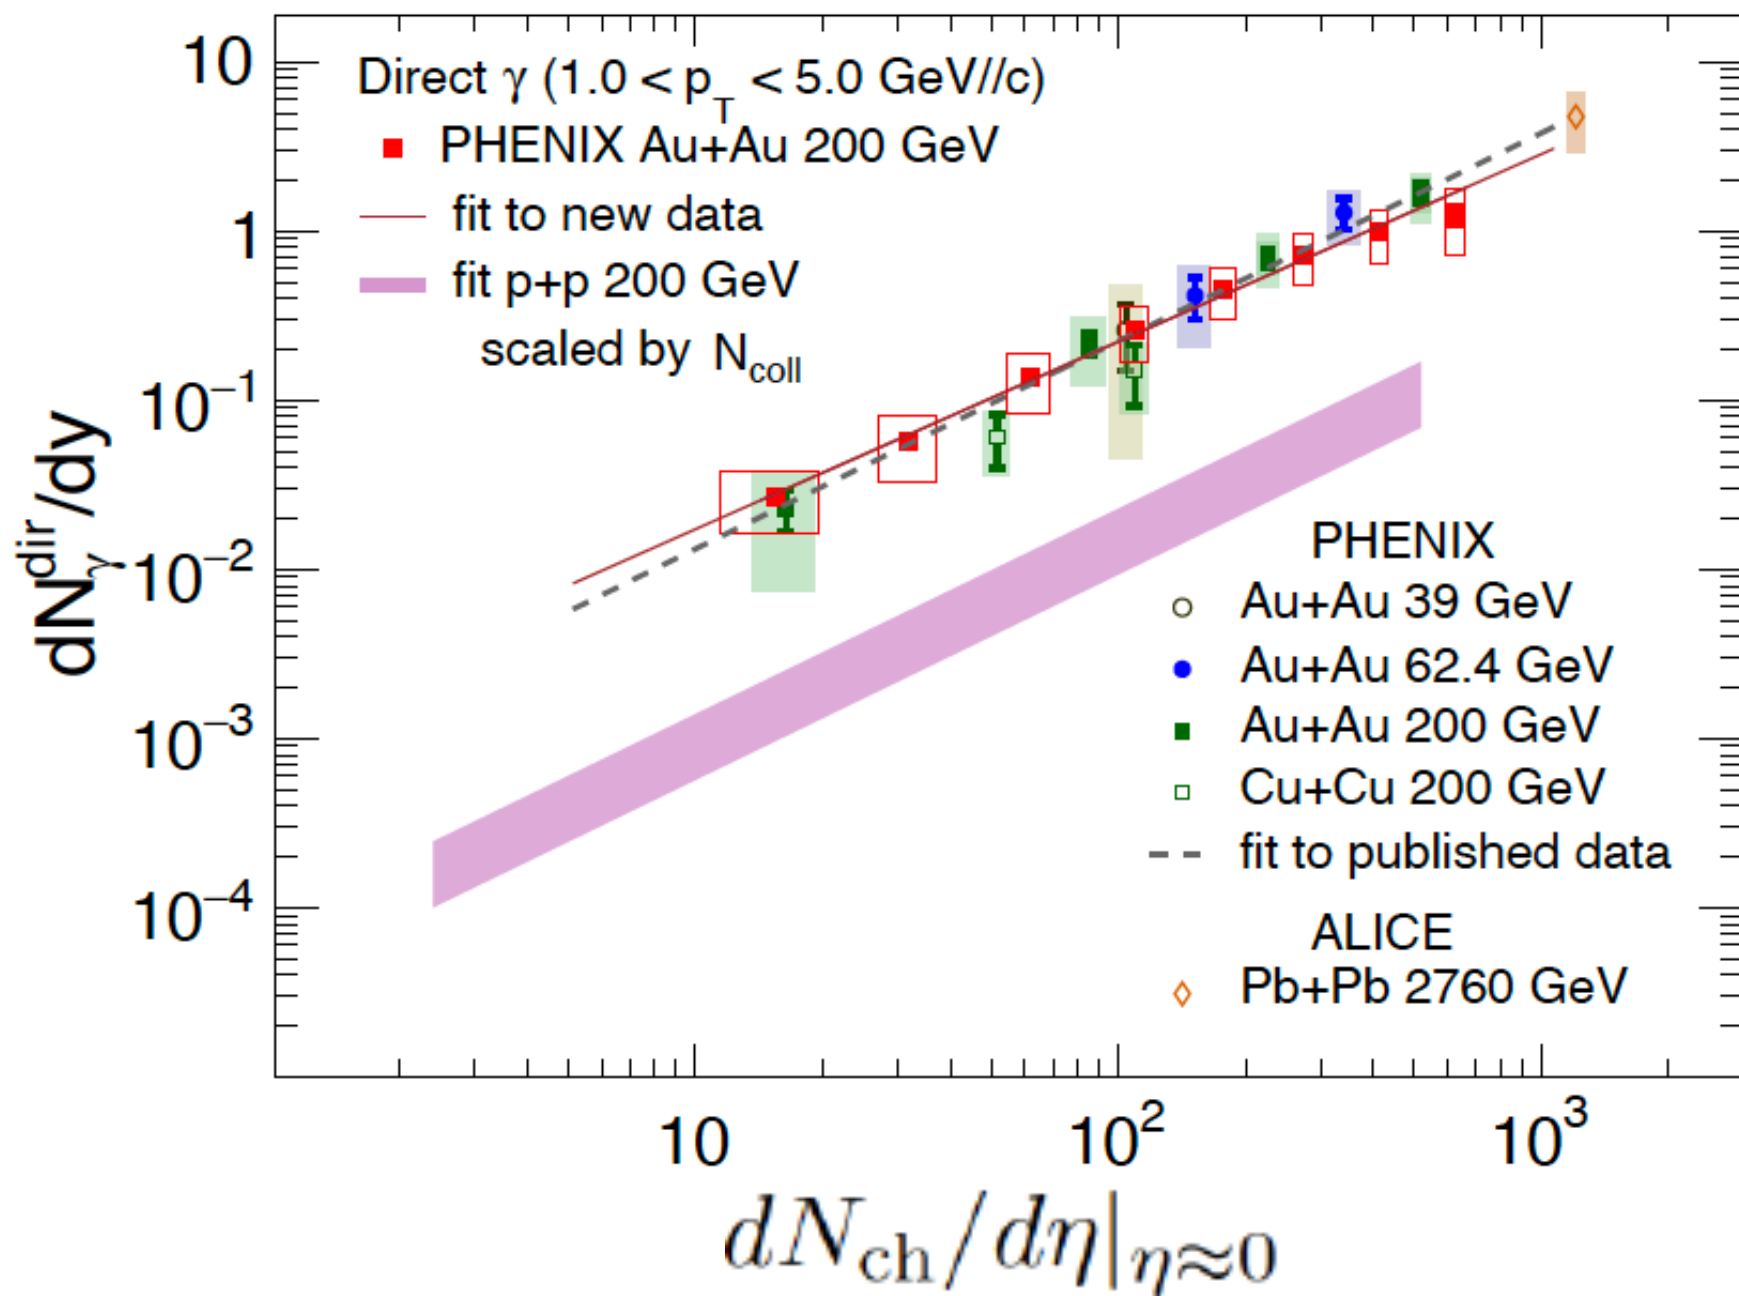 10
1
10⁻¹
10⁻²
10⁻³
10⁻⁴
dN_γ^dir/dy
Direct γ (1.0 < p_T < 5.0 GeV//c)
PHENIX Au+Au 200 GeV
fit to new data
fit p+p 200 GeV
scaled by N_coll
PHENIX
Au+Au 39 GeV
Au+Au 62.4 GeV
Au+Au 200 GeV
Cu+Cu 200 GeV
fit to published data
ALICE
Pb+Pb 2760 GeV
10 10² 10³
dN_ch/dη|_η≈0